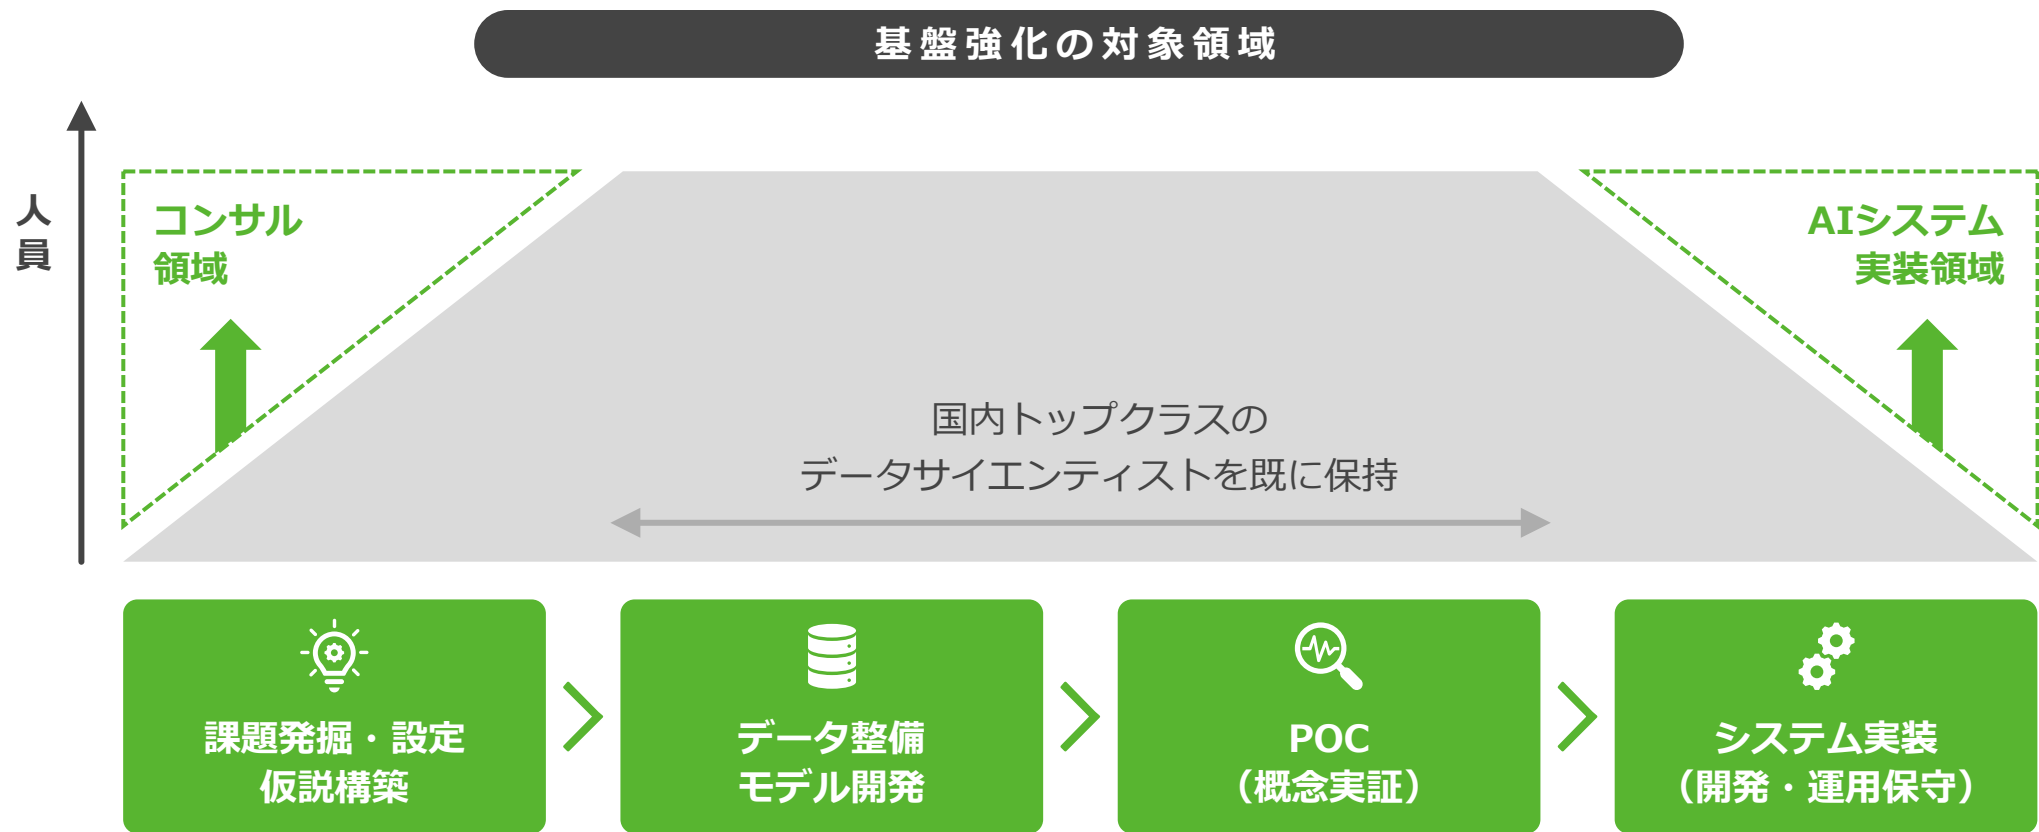 基盤強化の対象領域
人員
コンサル
領域
AIシステム
実装領域
国内トップクラスの
データサイエンティストを既に保持
課題発掘・設定
仮説構築
データ整備
モデル開発
POC
（概念実証）
システム実装
（開発・運用保守）